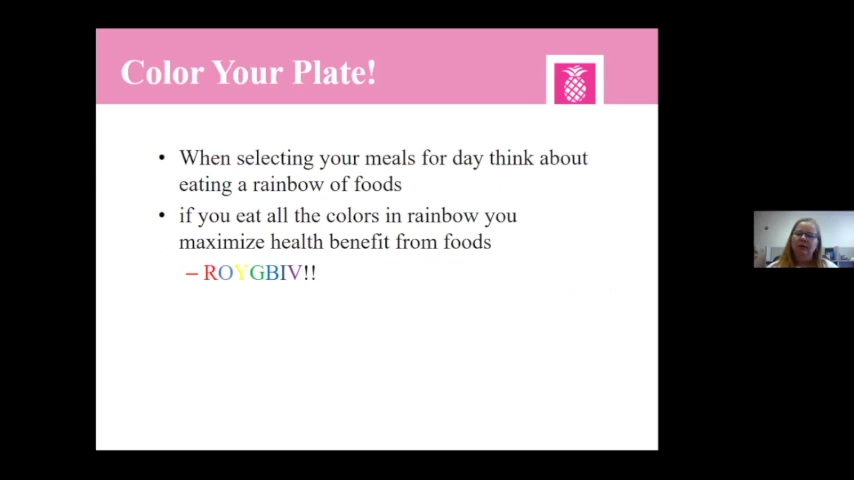 Color Your Plate!
• When selecting your meals for day think about
eating a rainbow of foods
• if you eat all the colors in rainbow you
maximize health benefit from foods
– ROYGBIV!!